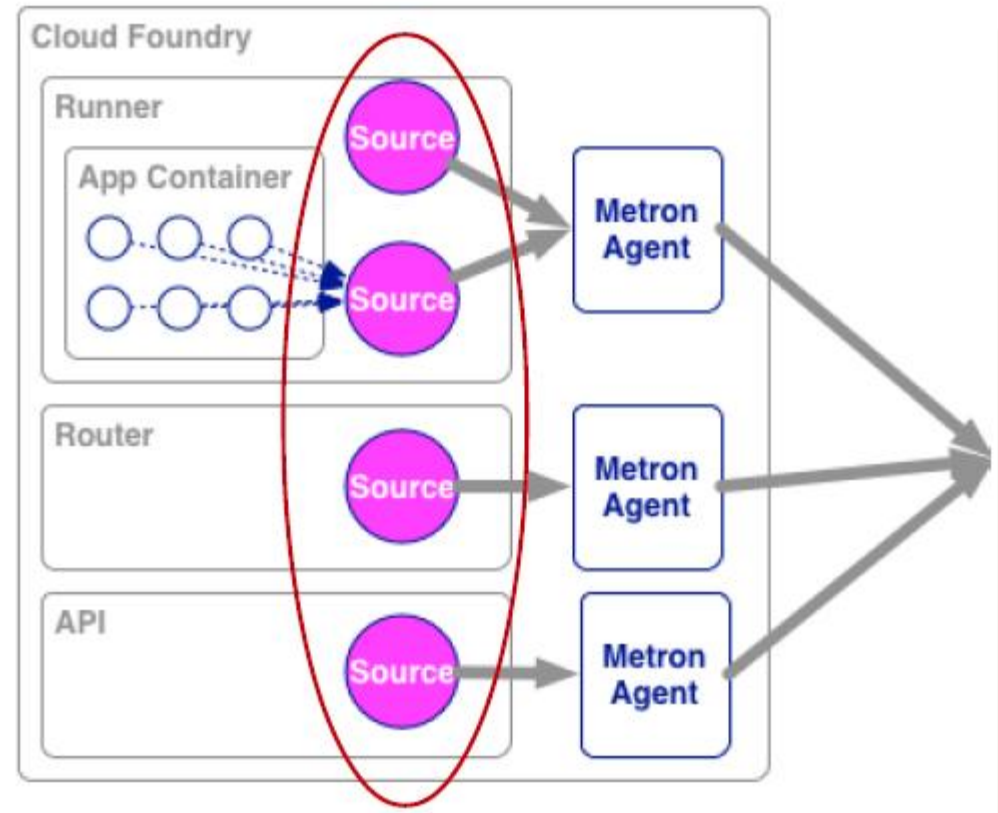 Cloud Foundry
Runner
Source
App Container
Metron
Agent
Source
Router
Source
Metron
Agent
API
Source
Metron
Agent